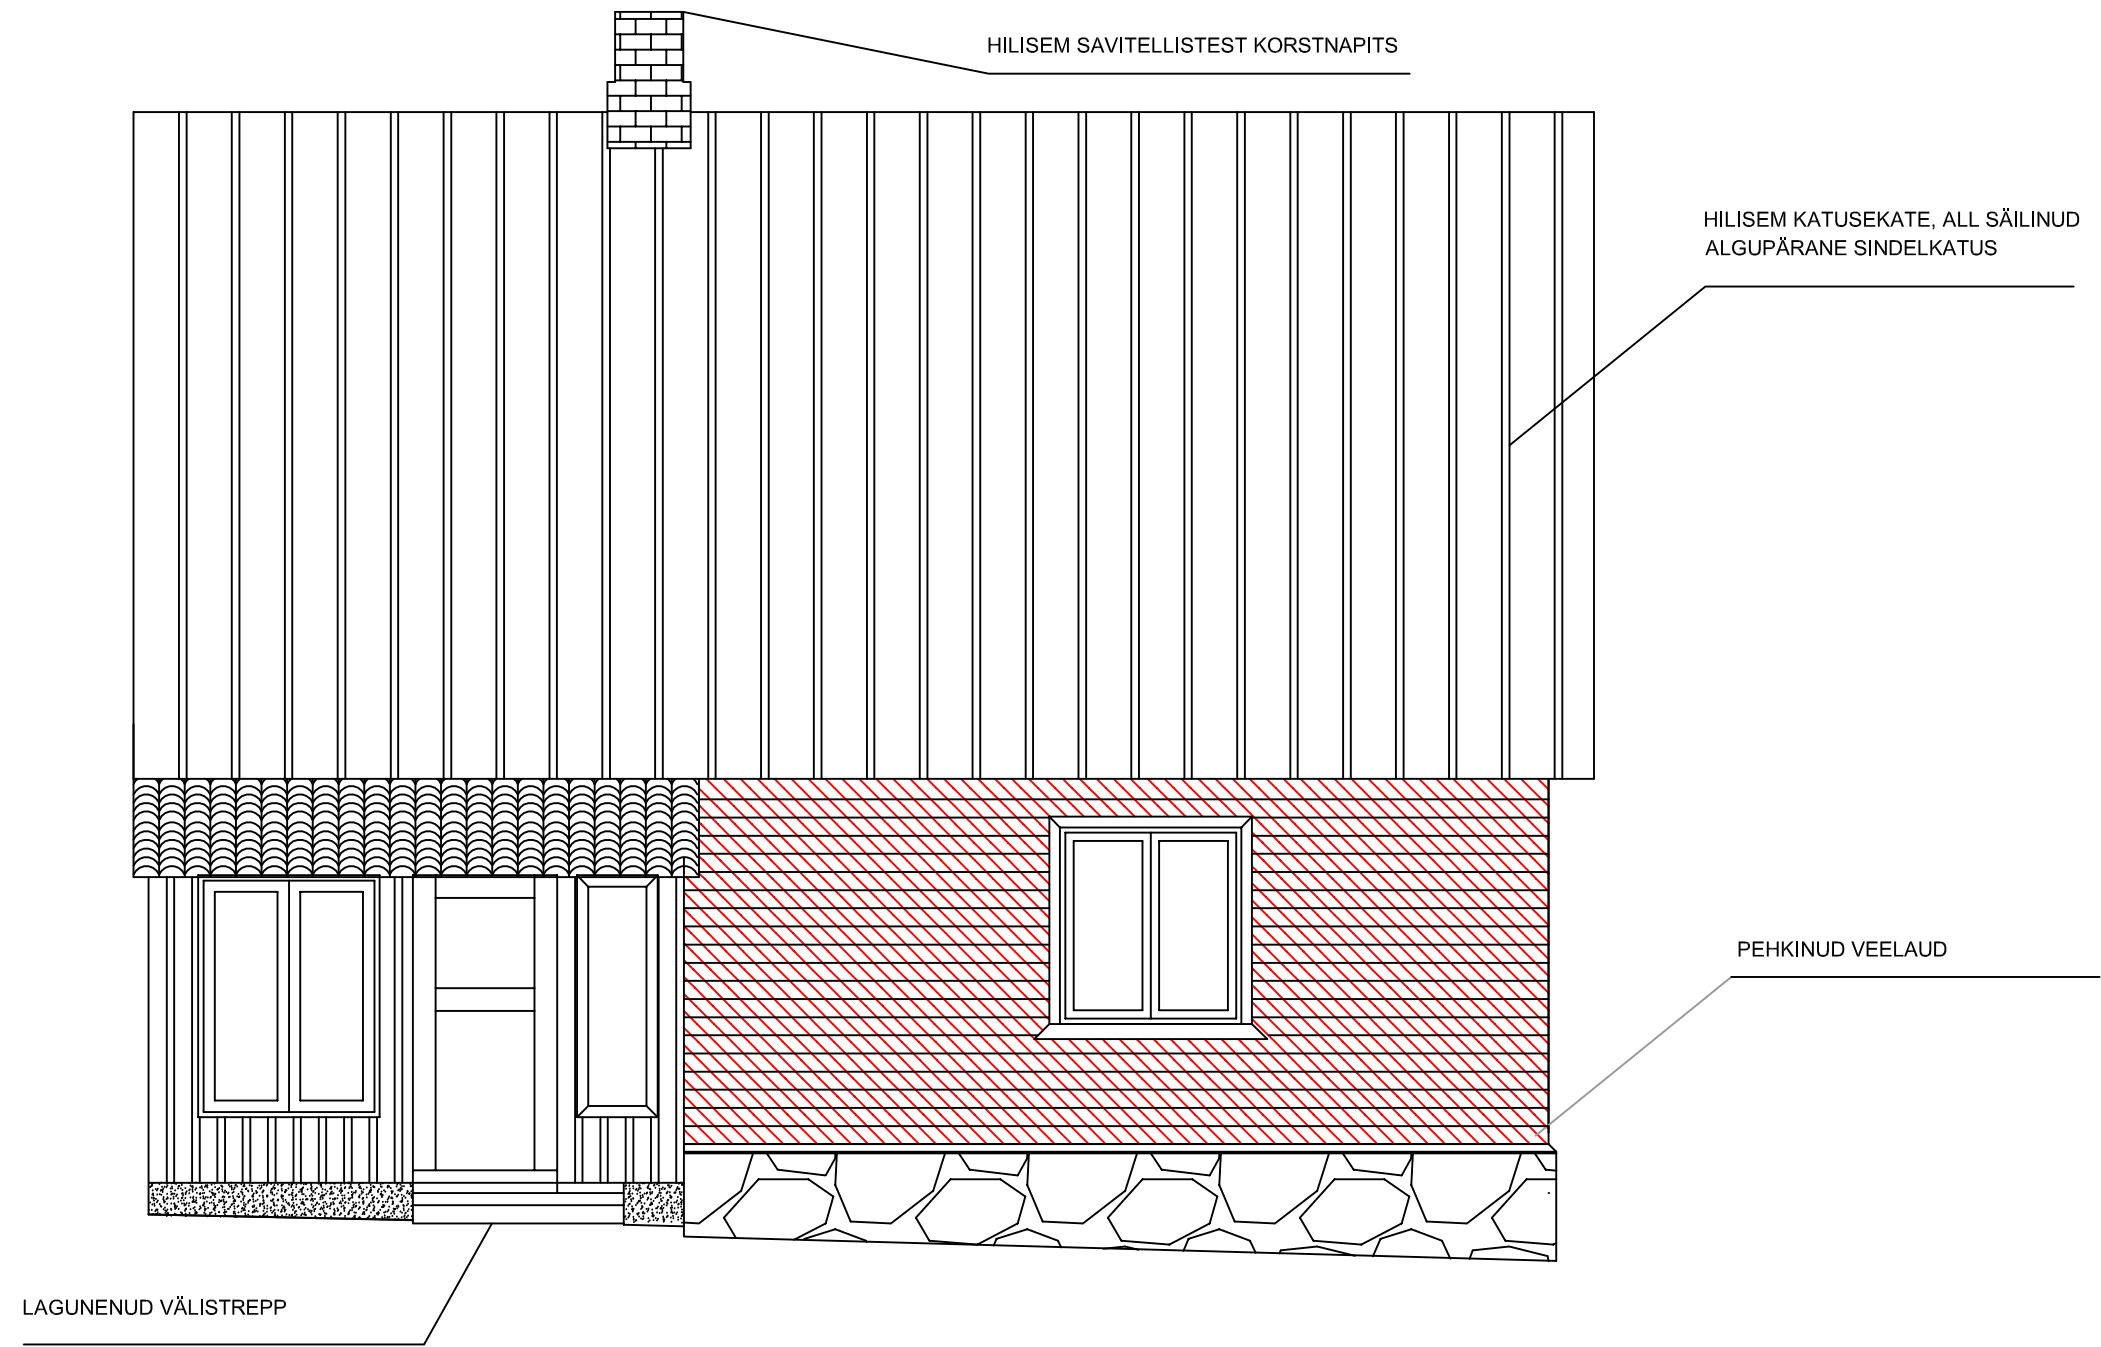 HILISEM SAVITELLISTEST KORSTNAPITS
HILISEM KATUSEKATE, ALL SÄILINUD
ALGUPÄRANE SINDELKATUS
PEHKINUD VEELAUD
LAGUNENUD VÄLISTREPP